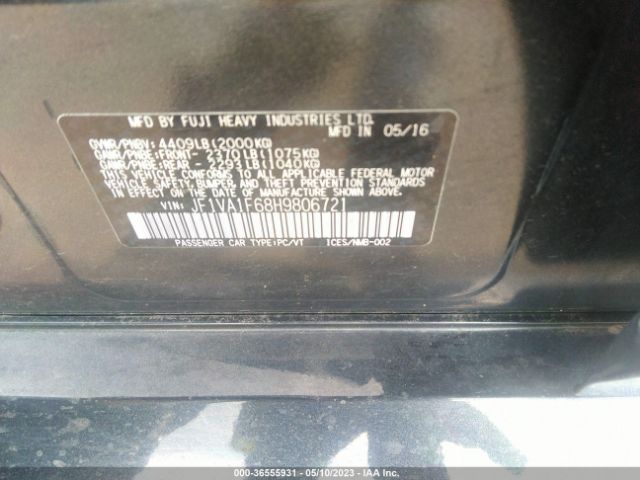 MFD BY FUJI HEAVY INDUSTRIES LTD.
MFD IN 05/16
GVWR/PNBV: 4409LB(2000KG)
GAWR/PNBE: FRONT- 2370LB(1075KG)
GAWR/PNBE: REAR - 2293LB(1040KG)
THIS VEHICLE CONFORMS TO ALL APPLICABLE FEDERAL MOTOR
VEHICLE SAFETY, BUMPER, AND THEFT PREVENTION STANDARDS
IN EFFECT ON THE DATE OF MANUFACTURE SHOWN ABOVE.
VIN: JF1VA1F68H9806721
PASSENGER CAR TYPE:PC/VT ICES/NMB-002
000-36555931 - 05/10/2023 - IAA Inc.